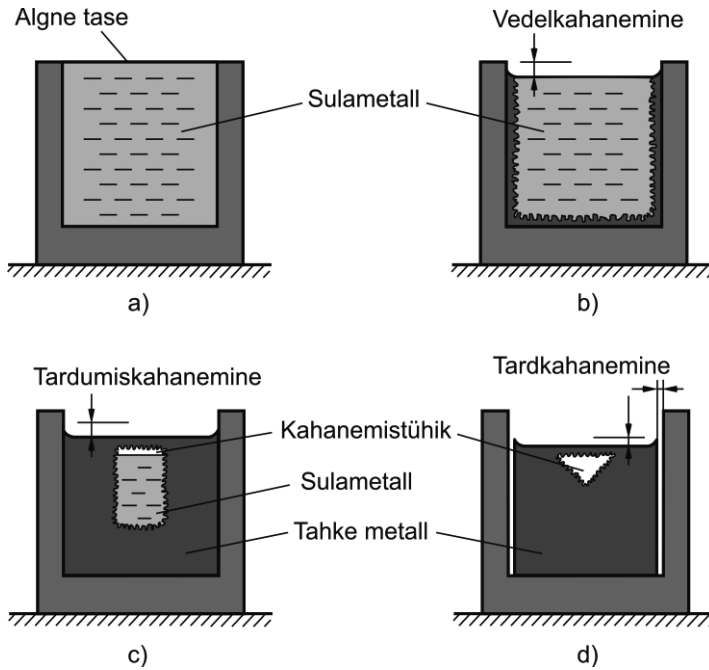 Algne tase
Vedelkahanemine
Sulametall
a)
b)
Tardumiskahanemine
Tardkahanemine
Kahanemistühik
Sulametall
Tahke metall
c)
d)